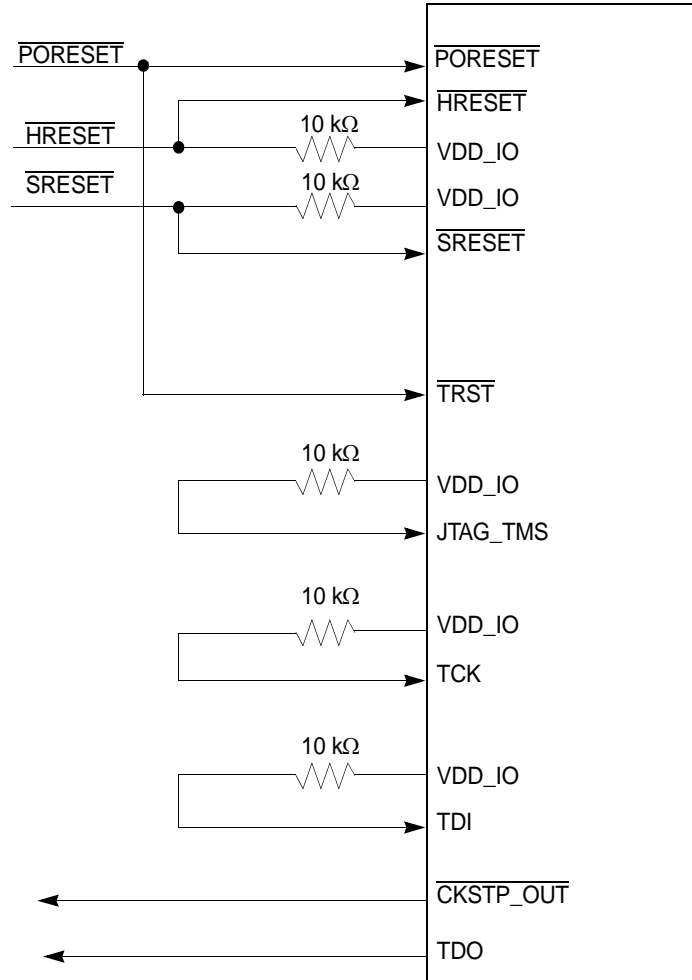 PORESET
PORESET
HRESET
10 kΩ
HRESET
VDD_IO
SRESET
10 kΩ
VDD_IO
SRESET
TRST
10 kΩ
VDD_IO
JTAG_TMS
10 kΩ
VDD_IO
TCK
10 kΩ
VDD_IO
TDI
CKSTP_OUT
TDO